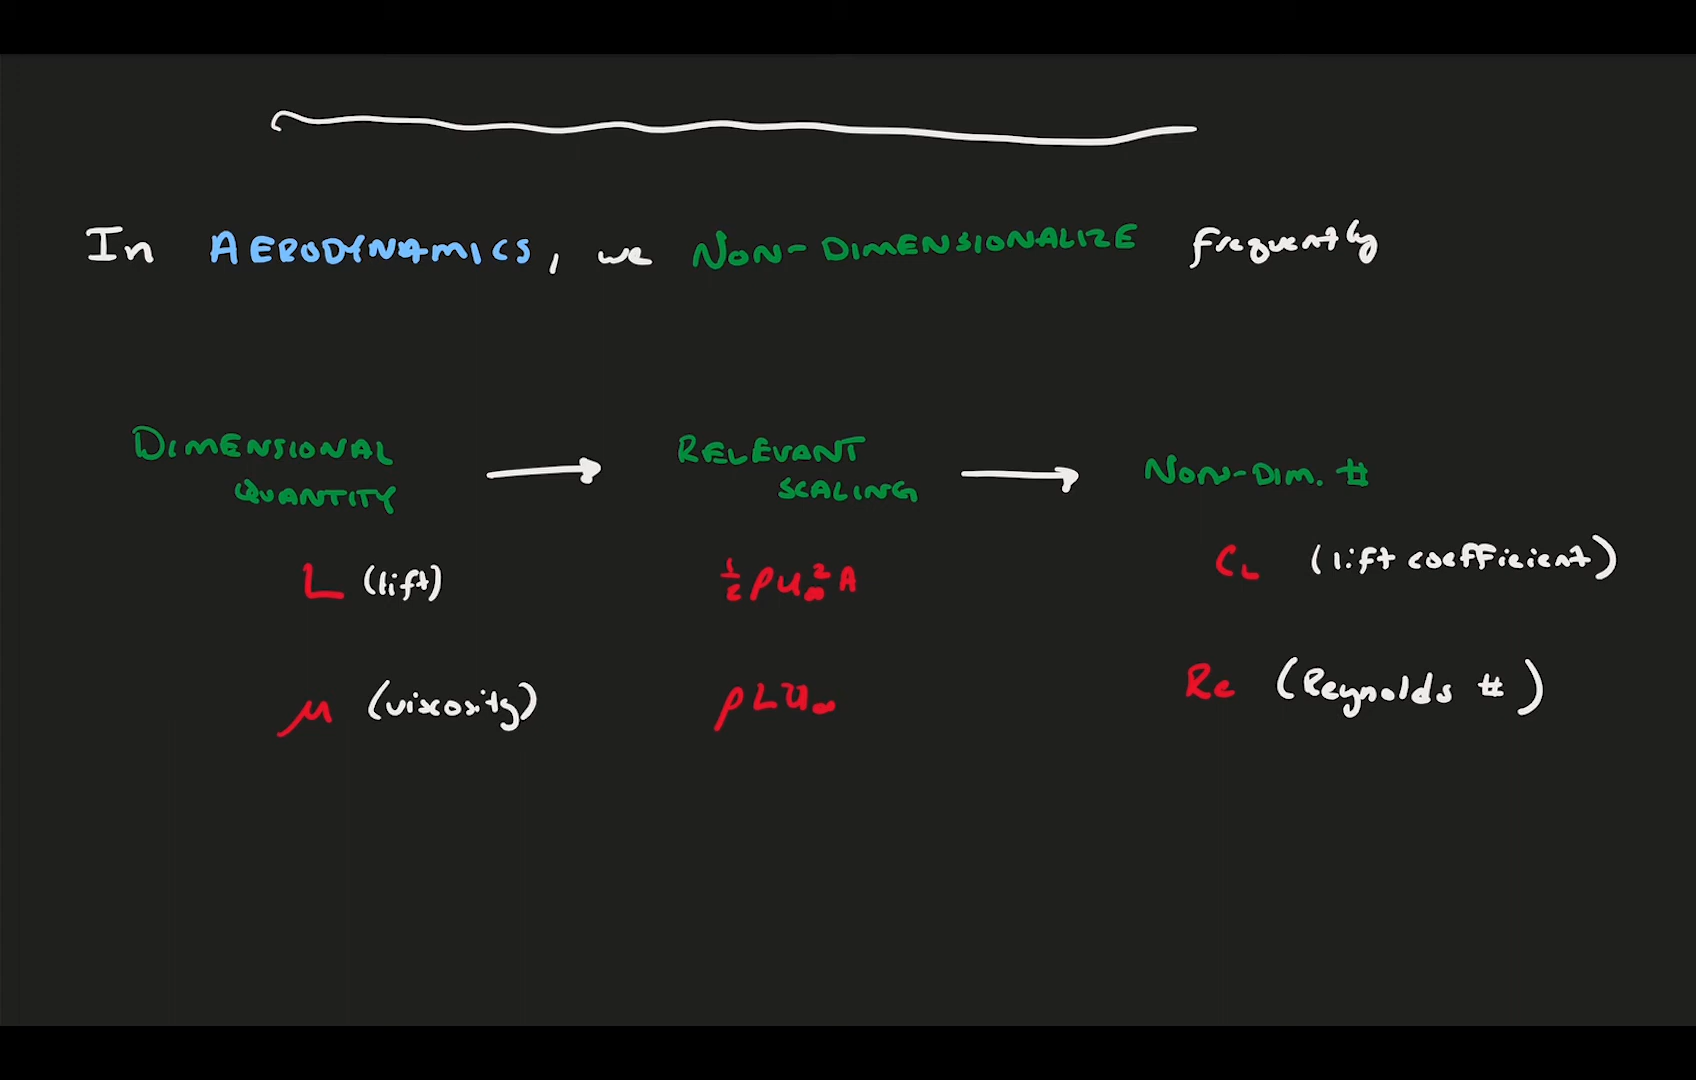 In AERODYNAMICS, we NON-DIMENSIONALIZE frequently
DIMENSIONAL QUANTITY → RELEVANT SCALING → NON-DIM. #
L (lift) ½ρu∞²A C_L (lift coefficient)
μ (viscosity) ρLU∞ Re (Reynolds #)